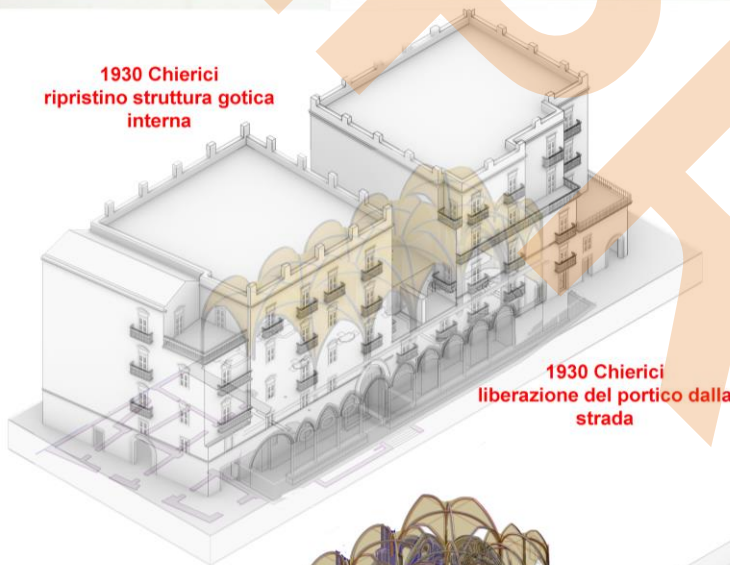 1930 Chierici
ripristino struttura gotica
interna
1930 Chierici
liberazione del portico dalla
strada